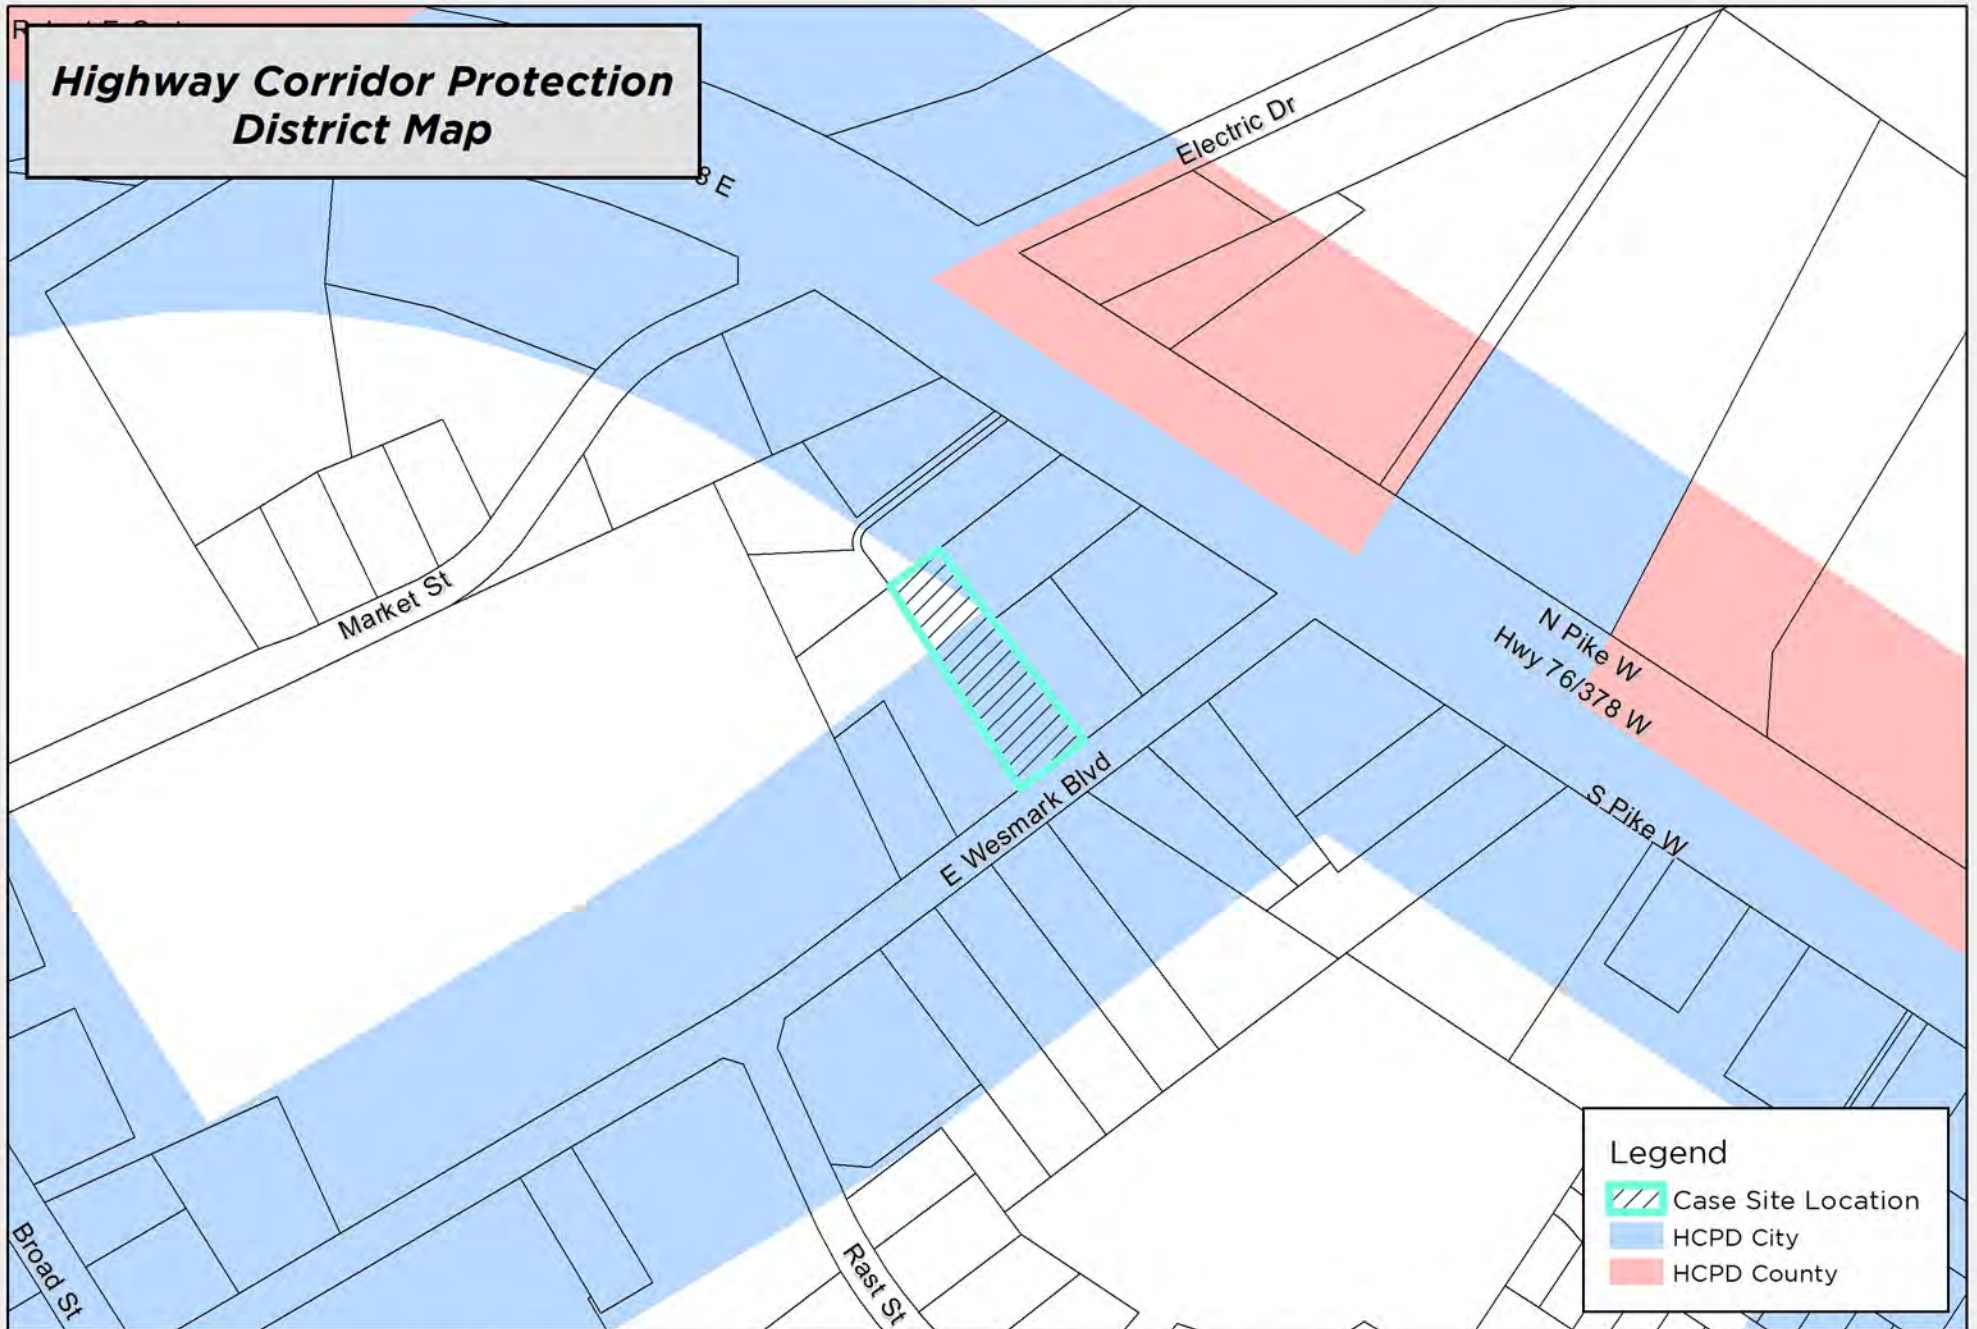 Highway Corridor Protection
District Map
8 E
Electric Dr
Market St
N Pike W
Hwy 76/378 W
S Pike W
E Wesmark Blvd
Broad St
Rast St
Legend
Case Site Location
HCPD City
HCPD County